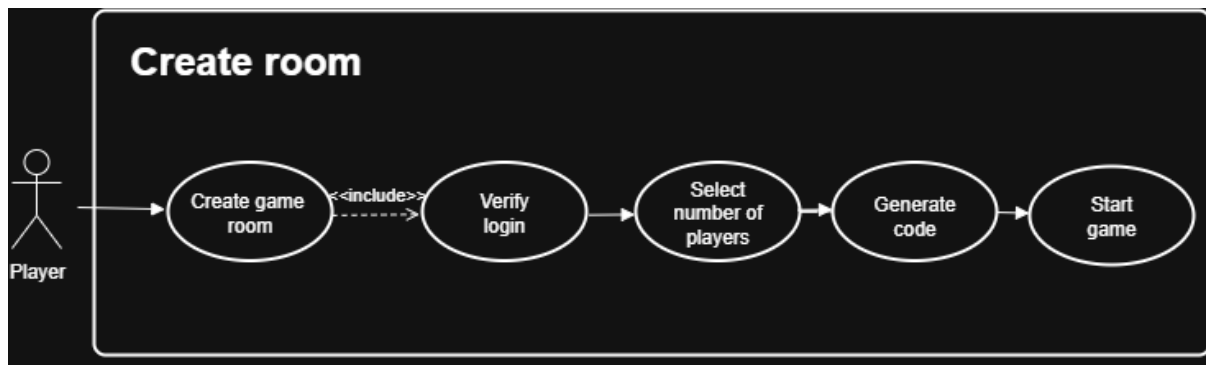 Create room
Create game
room
<<include>>
Verify
login
Select
number of
players
Generate
code
Start
game
Player